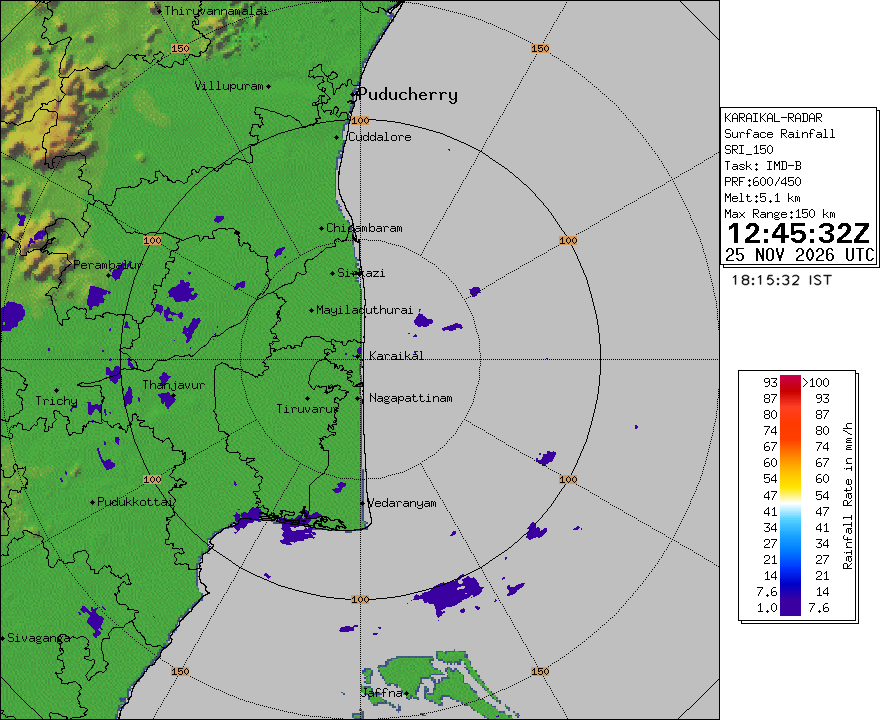 Thiruvannamalai
150
150
Villupuram
Puducherry
100
Cuddalore
Chidambaram
100
100
Perambalur
Sirkazi
Mayiladuthurai
Karaikal
Thanjavur
Trichy
Tiruvarur
Nagapattinam
100
100
Pudukkottai
Vedaranyam
100
Sivaganga
150
150
Jaffna
KARAIKAL-RADAR
Surface Rainfall
SRI_150
Task: IMD-B
PRF:600/450
Melt:5.1 km
Max Range:150 km
12:45:32Z
25 NOV 2026 UTC
18:15:32 IST
93 >100
87 93
80 87
74 80
67 74
60 67
54 60
47 54
41 47
34 41
27 34
21 27
14 21
7.6 14
1.0 7.6
Rainfall Rate in mm/h